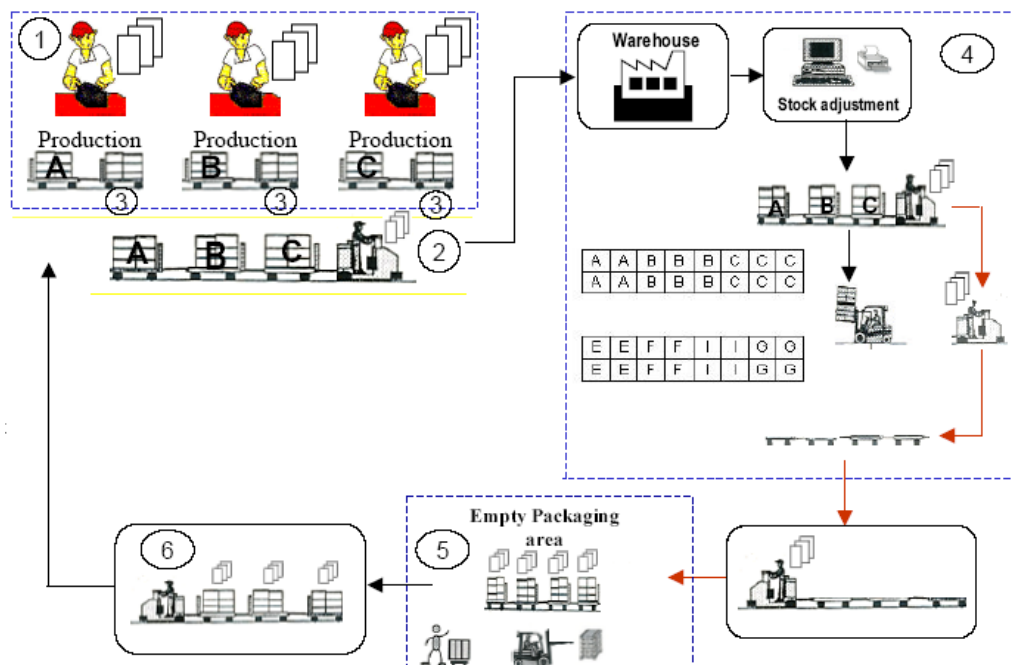 1
Production
Production
Production
A
B
C
3
3
3
A
B
C
2
Warehouse
Stock adjustment
4
A
B
C
A A B B B C C C
A A B B B C C C
E E F F I I G G
E E F F I I G G
Empty Packaging
area
5
6